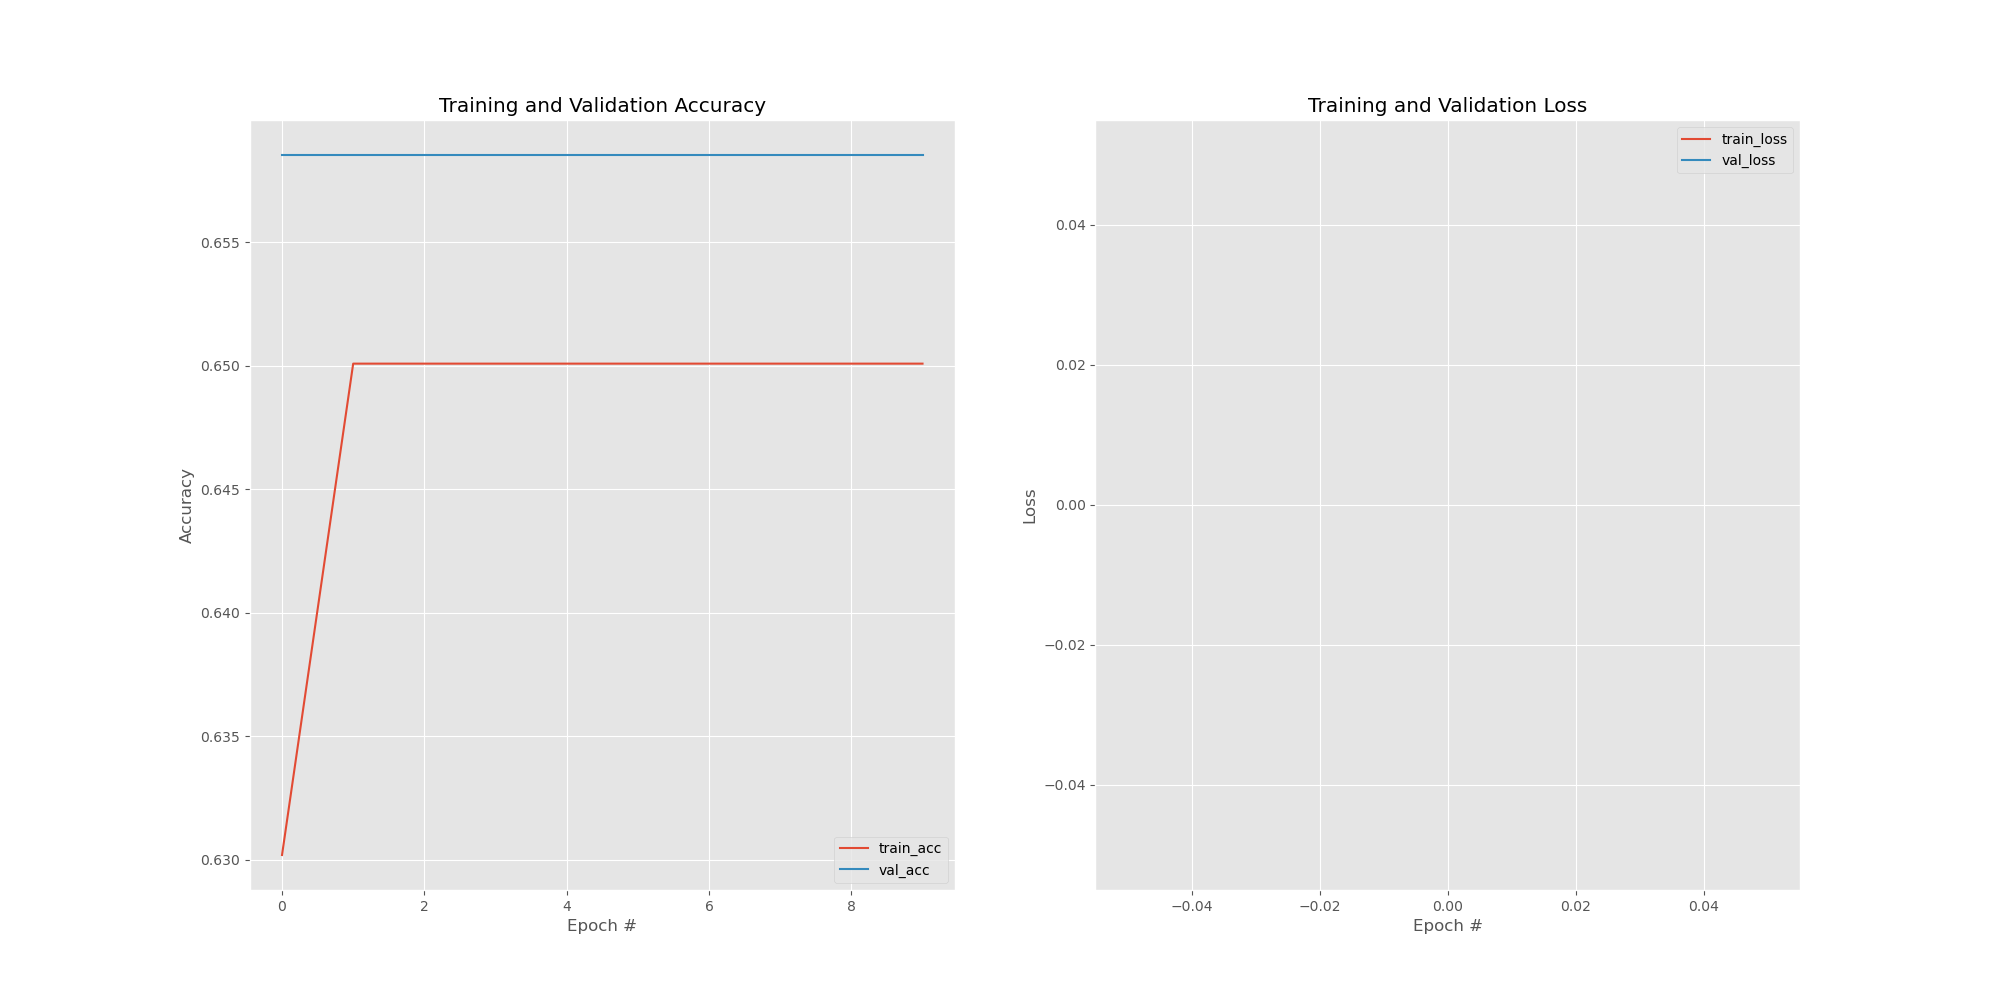 Training and Validation Accuracy
Accuracy
0.655
0.650
0.645
0.640
0.635
0.630
0
2
4
6
8
Epoch #
train_acc
val_acc
Training and Validation Loss
Loss
0.04
0.02
0.00
−0.02
−0.04
−0.04
−0.02
0.00
0.02
0.04
Epoch #
train_loss
val_loss